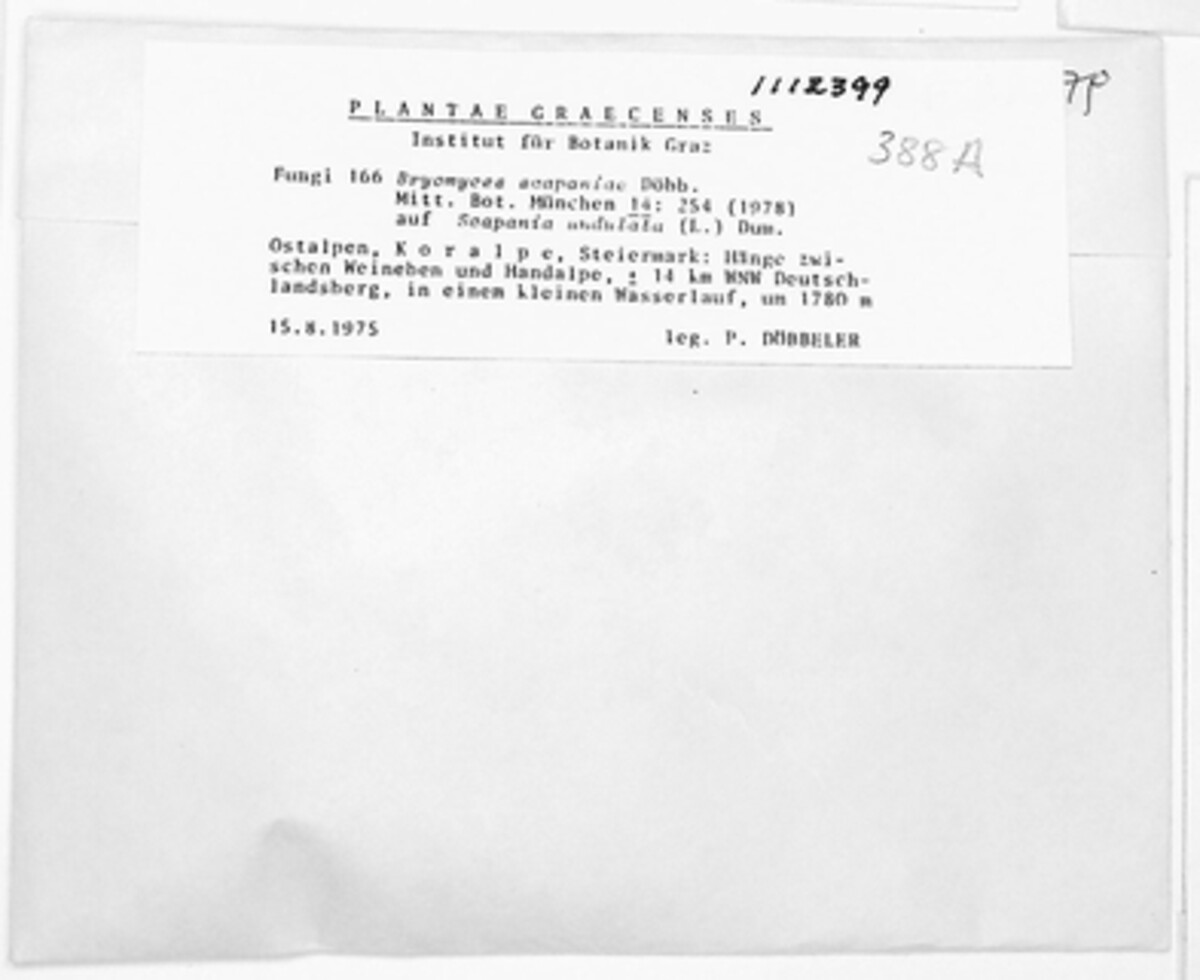 1112399
388A
PLANTAE GRAECENSES
Institut für Botanik Graz
Fungi 166 Bryomyces scapaniae Döbb.
Mitt. Bot. München 14: 254 (1978)
auf Scapania undulata (L.) Dum.
Ostalpen, Koralpe, Steiermark: Hänge zwi-
schen Weineben und Handalpe, ± 14 km WNW Deutsch-
landsberg, in einem kleinen Wasserlauf, um 1780 m
15.8.1975 leg. P. DÖBBELER